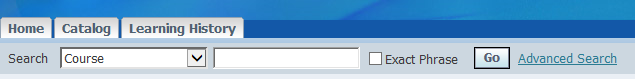 Home Catalog Learning History
Search Course Exact Phrase Go Advanced Search